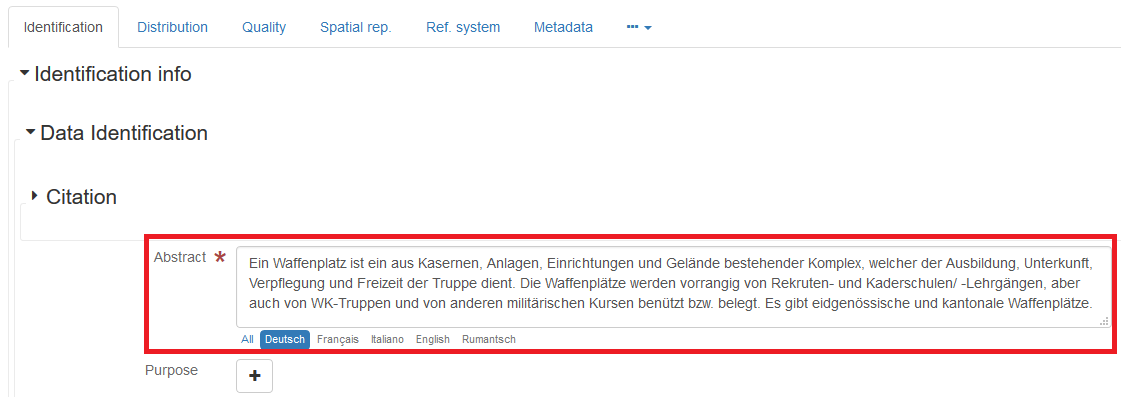 Identification Distribution Quality Spatial rep. Ref. system Metadata
Identification info
Data Identification
Citation
Abstract *
Ein Waffenplatz ist ein aus Kasernen, Anlagen, Einrichtungen und Gelände bestehender Komplex, welcher der Ausbildung, Unterkunft,
Verpflegung und Freizeit der Truppe dient. Die Waffenplätze werden vorrangig von Rekruten- und Kaderschulen/ -Lehrgängen, aber
auch von WK-Truppen und von anderen militärischen Kursen benützt bzw. belegt. Es gibt eidgenössische und kantonale Waffenplätze.
All Deutsch Français Italiano English Rumantsch
Purpose